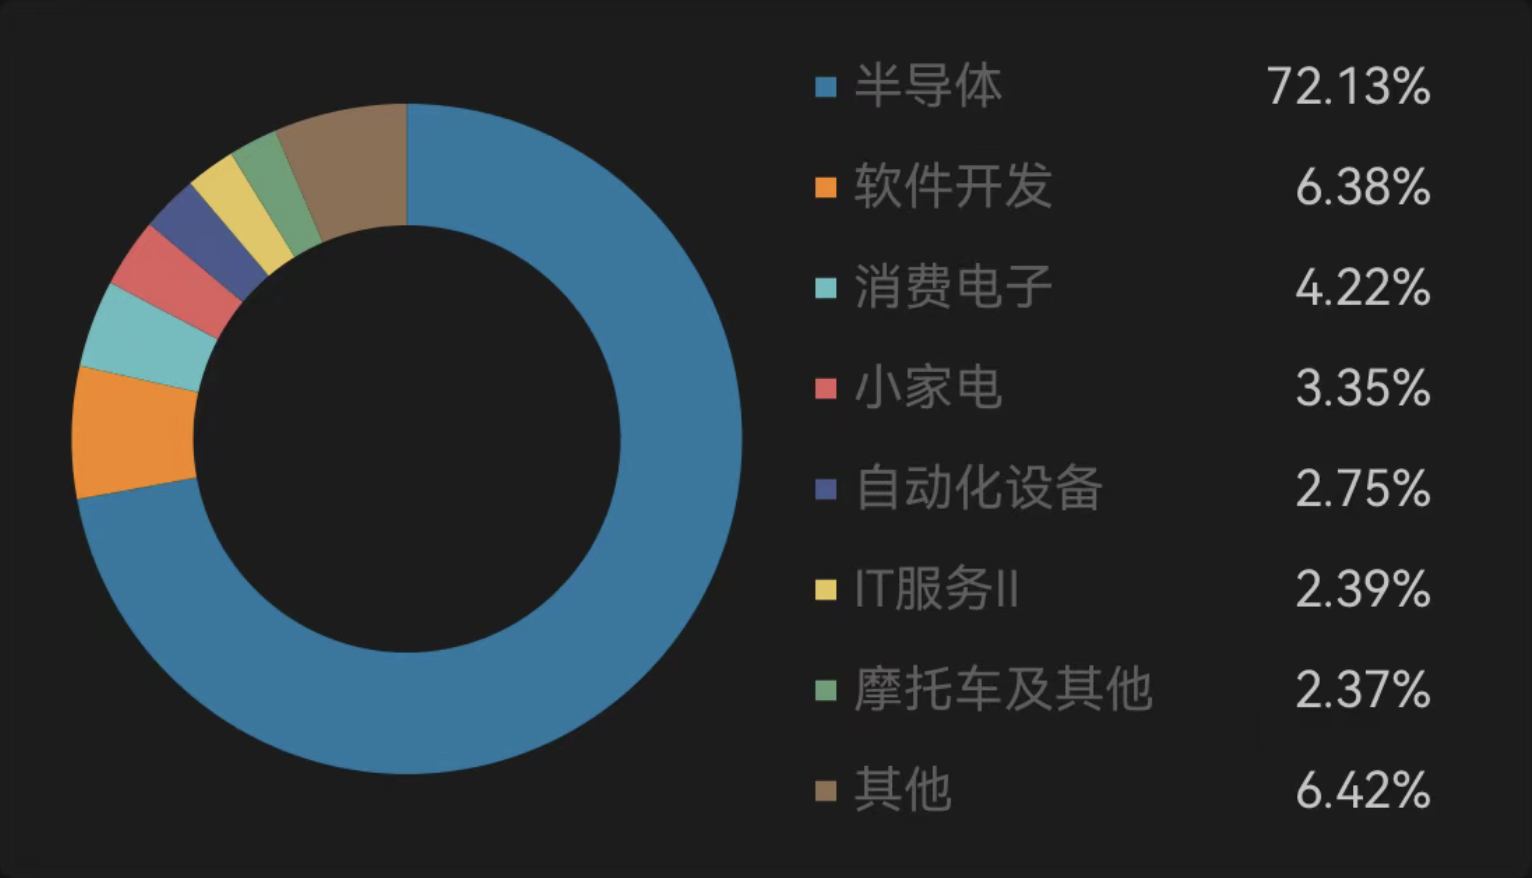 半导体 72.13%
软件开发 6.38%
消费电子 4.22%
小家电 3.35%
自动化设备 2.75%
IT服务II 2.39%
摩托车及其他 2.37%
其他 6.42%